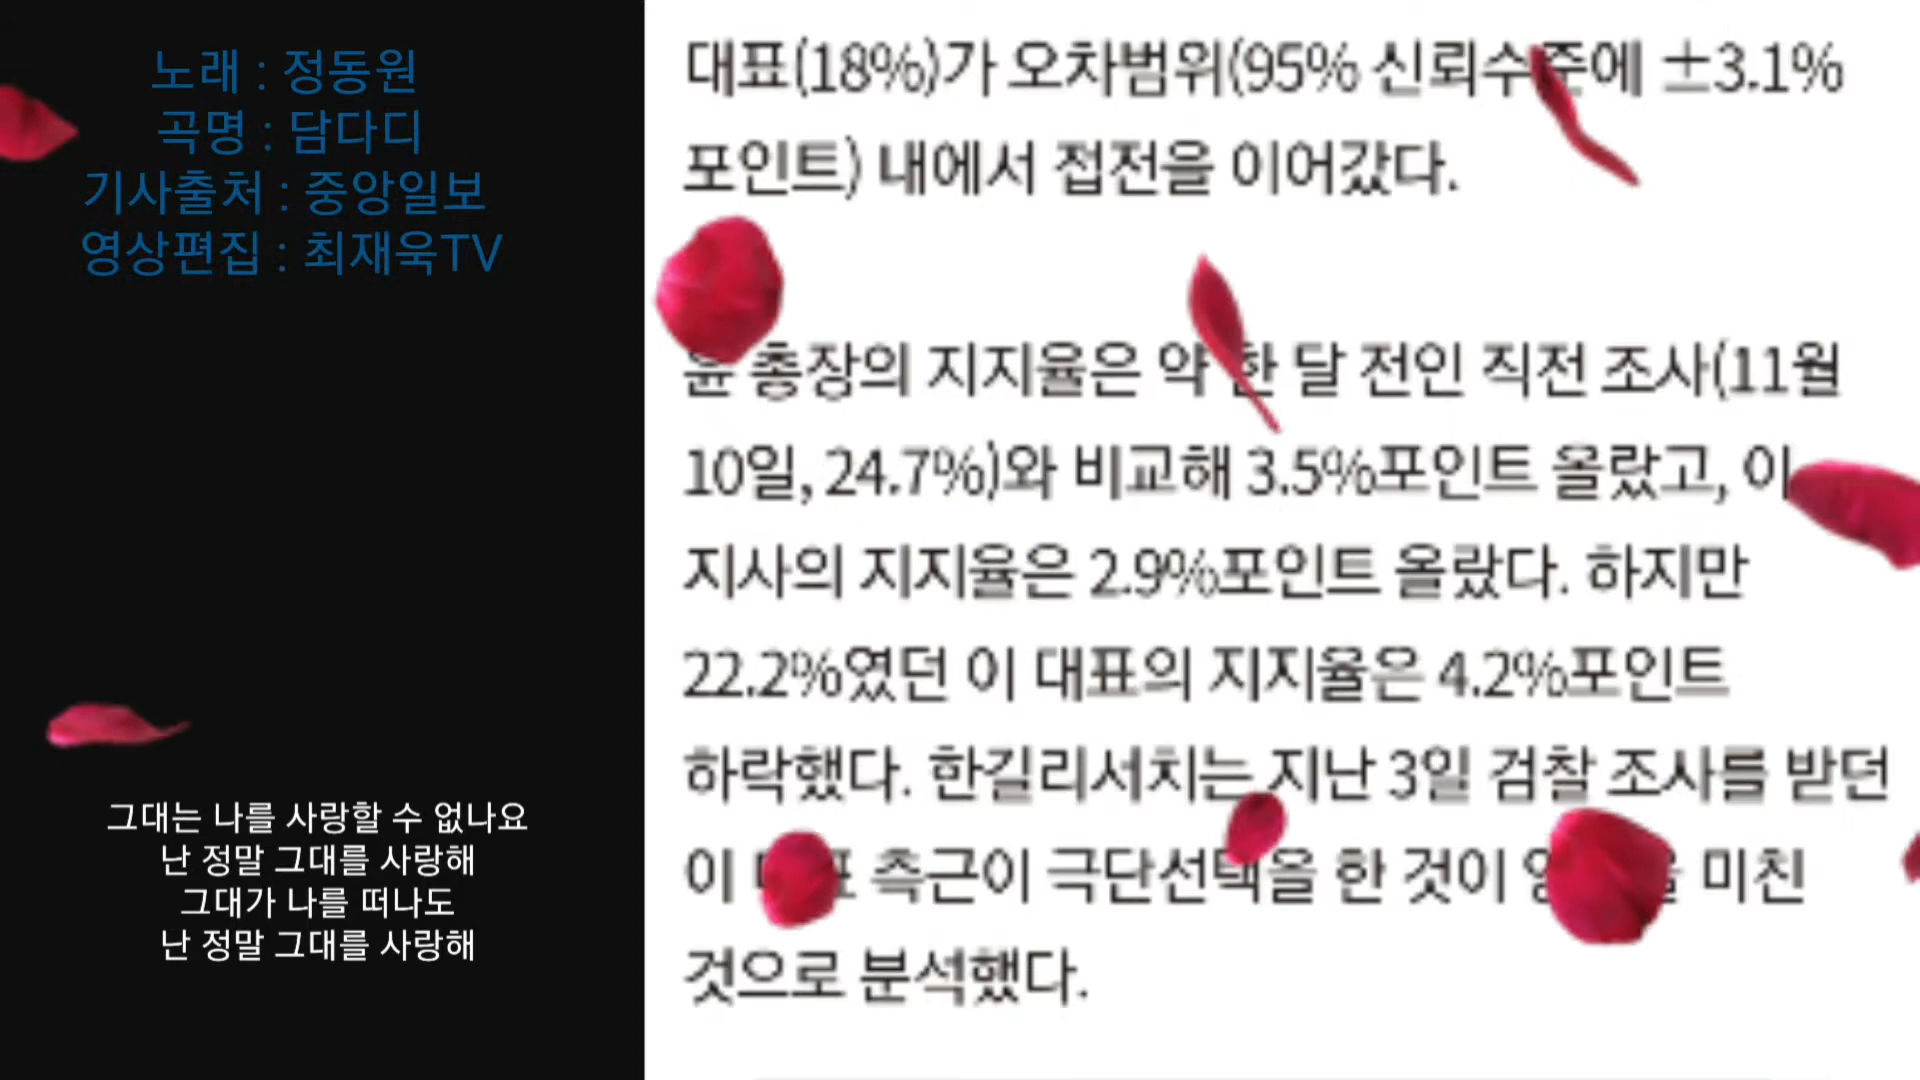 노래 : 정동원
곡명 : 담다디
기사출처 : 중앙일보
영상편집 : 최재욱TV
그대는 나를 사랑할 수 없나요
난 정말 그대를 사랑해
그대가 나를 떠나도
난 정말 그대를 사랑해
대표(18%)가 오차범위(95% 신뢰수준에 ±3.1%
포인트) 내에서 접전을 이어갔다.
윤 총장의 지지율은 약 한 달 전인 직전 조사(11월
10일, 24.7%)와 비교해 3.5%포인트 올랐고, 이
지사의 지지율은 2.9%포인트 올랐다. 하지만
22.2%였던 이 대표의 지지율은 4.2%포인트
하락했다. 한길리서치는 지난 3일 검찰 조사를 받던
이 대표 측근이 극단선택을 한 것이 미친
것으로 분석했다.